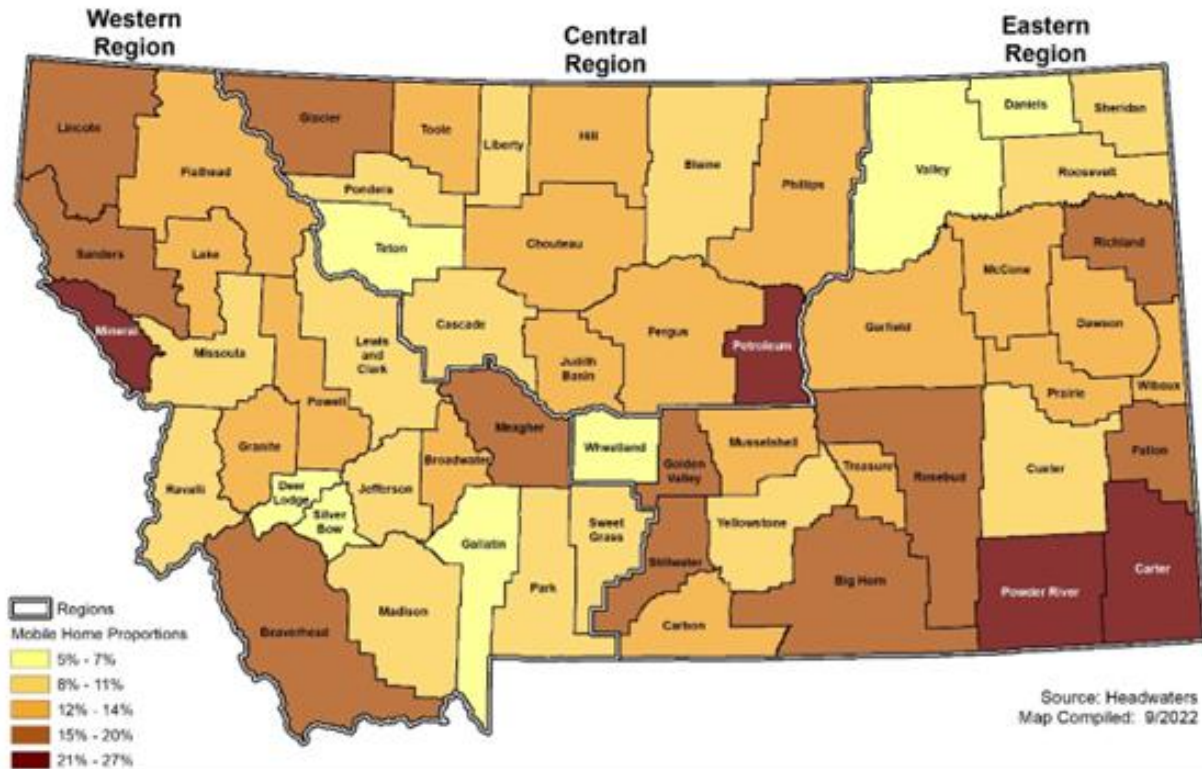 Western
Region
Central
Region
Eastern
Region
Lincoln
Flathead
Glacier
Toole
Liberty
Hill
Blaine
Phillips
Valley
Daniels
Sheridan
Roosevelt
Pondera
Teton
Chouteau
Sanders
Lake
Mineral
Missoula
Powell
Lewis
and
Clark
Cascade
Judith
Basin
Fergus
Petroleum
Garfield
McCone
Richland
Dawson
Wibaux
Prairie
Ravalli
Granite
Deer
Lodge
Silver
Bow
Jefferson
Broadwater
Meagher
Wheatland
Golden
Valley
Musselshell
Treasure
Rosebud
Custer
Fallon
Gallatin
Park
Sweet
Grass
Stillwater
Yellowstone
Big Horn
Powder River
Carter
Carbon
Madison
Beaverhead
Regions
Mobile Home Proportions
5% - 7%
8% - 11%
12% - 14%
15% - 20%
21% - 27%
Source: Headwaters
Map Compiled: 9/2022